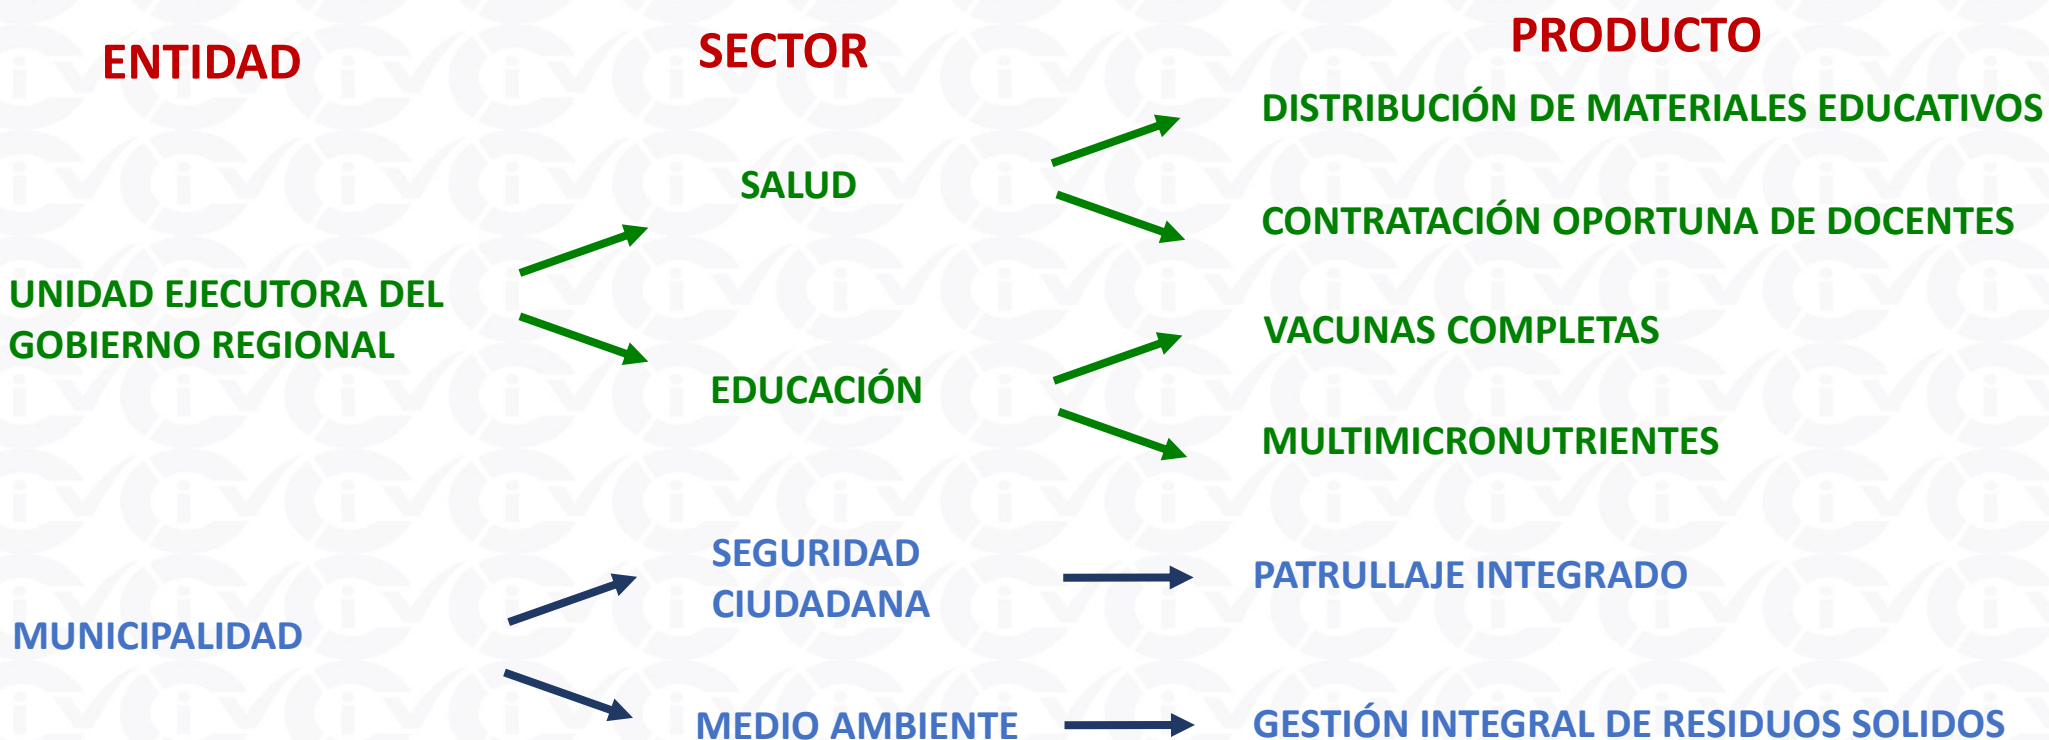 ENTIDAD
SECTOR
PRODUCTO
UNIDAD EJECUTORA DEL
GOBIERNO REGIONAL
SALUD
DISTRIBUCIÓN DE MATERIALES EDUCATIVOS
CONTRATACIÓN OPORTUNA DE DOCENTES
EDUCACIÓN
VACUNAS COMPLETAS
MULTIMICRONUTRIENTES
MUNICIPALIDAD
SEGURIDAD
CIUDADANA
PATRULLAJE INTEGRADO
MEDIO AMBIENTE
GESTIÓN INTEGRAL DE RESIDUOS SOLIDOS